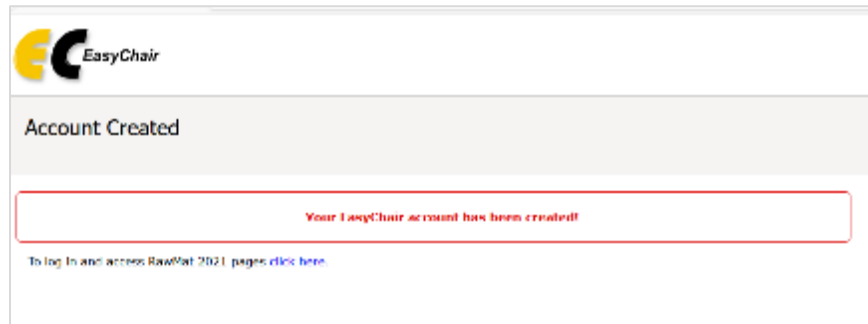 EC EasyChair
Account Created
Your EasyChair account has been created!
To log in and access RawMat 2021 pages click here.